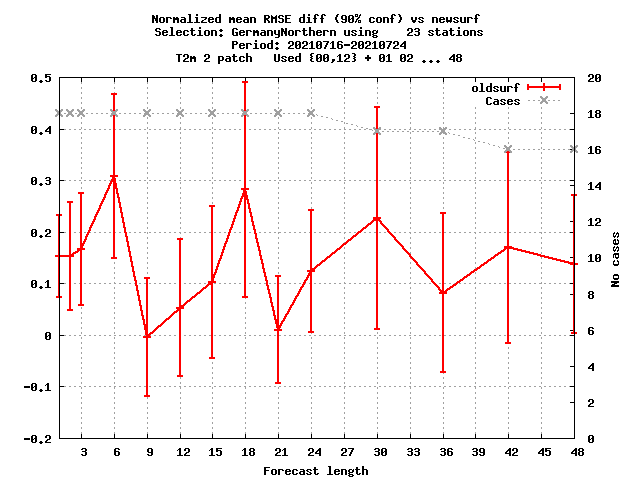 Normalized mean RMSE diff (90% conf) vs newsurf
Selection: GermanyNorthern using    23 stations
Period: 20210716-20210724
T2m 2 patch   Used {00,12} + 01 02 ... 48
oldsurf
Cases
0.5
0.4
0.3
0.2
0.1
0
-0.1
-0.2
20
18
16
14
12
10
8
6
4
2
0
No cases
3 6 9 12 15 18 21 24 27 30 33 36 39 42 45 48
Forecast length